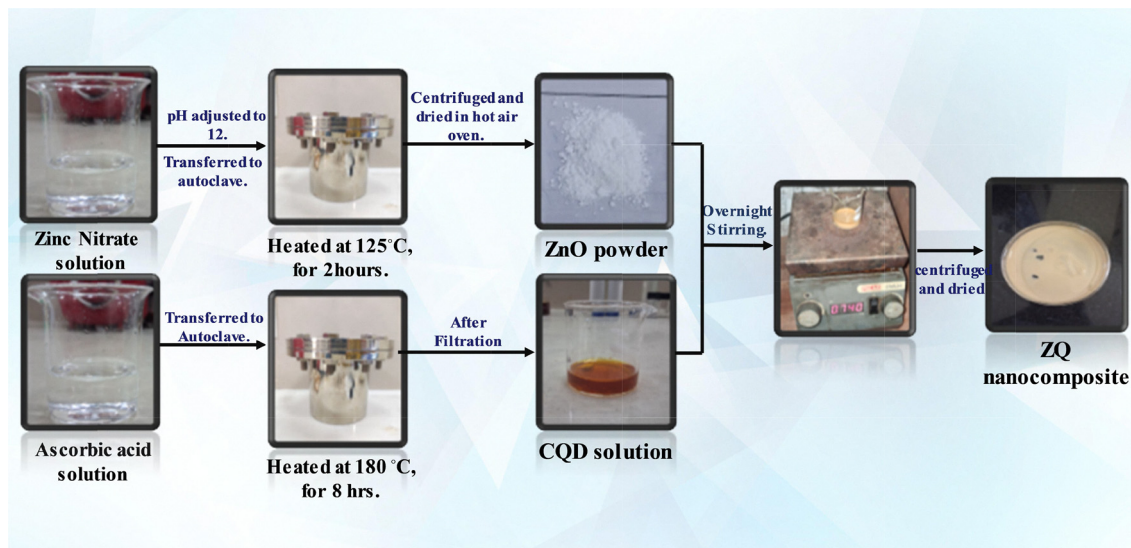 pH adjusted to
12.
Transferred to
autoclave.
Centrifuged and
dried in hot air
oven.
Zinc Nitrate
solution
Heated at 125°C,
for 2hours.
ZnO powder
Overnight
Stirring.
0740
centrifuged
and dried
Transferred to
Autoclave.
After
Filtration
ZQ
nanocomposite
Ascorbic acid
solution
Heated at 180 °C,
for 8 hrs.
CQD solution